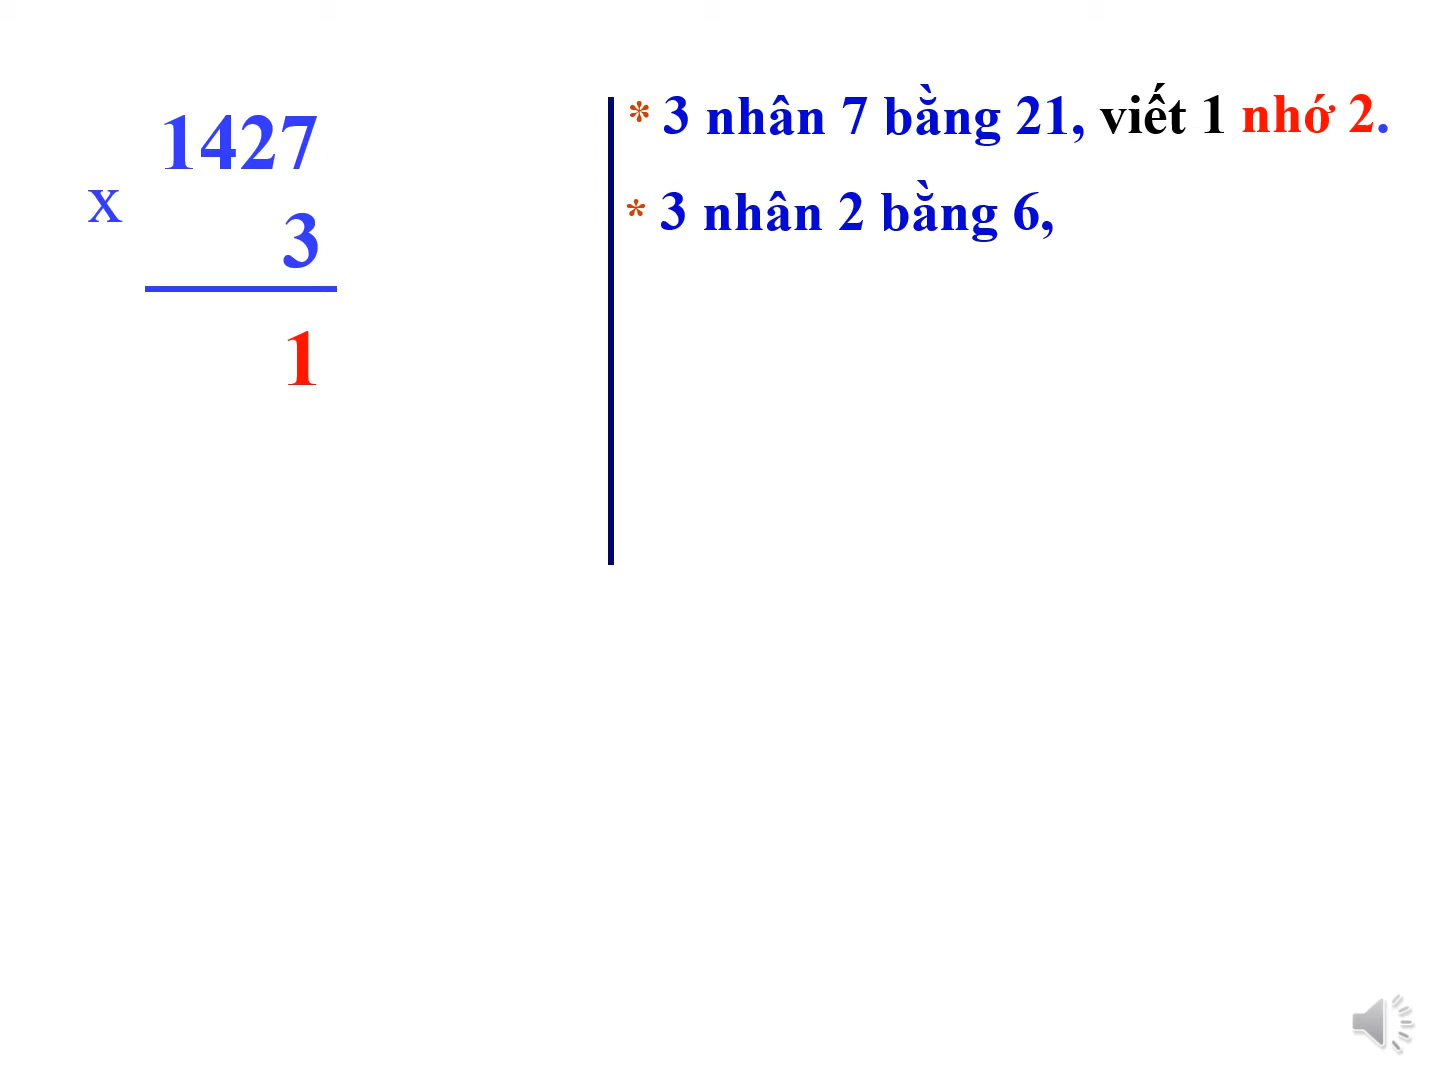 1427
x
3
1
* 3 nhân 7 bằng 21, viết 1 nhớ 2.
* 3 nhân 2 bằng 6,